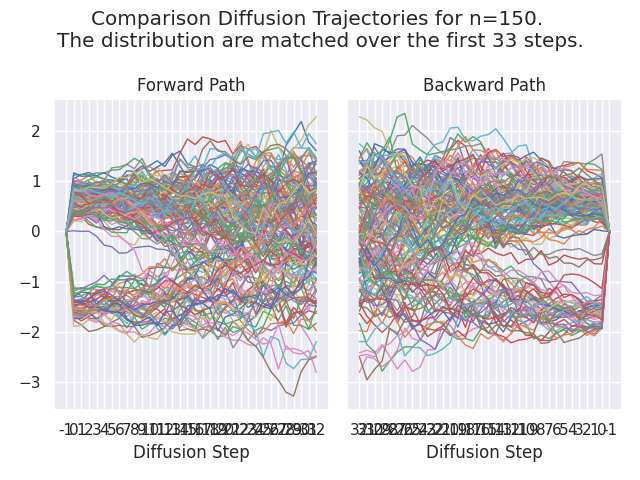 Comparison Diffusion Trajectories for n=150.
The distribution are matched over the first 33 steps.
Forward Path
Backward Path
2
1
0
−1
−2
−3
Diffusion Step
Diffusion Step